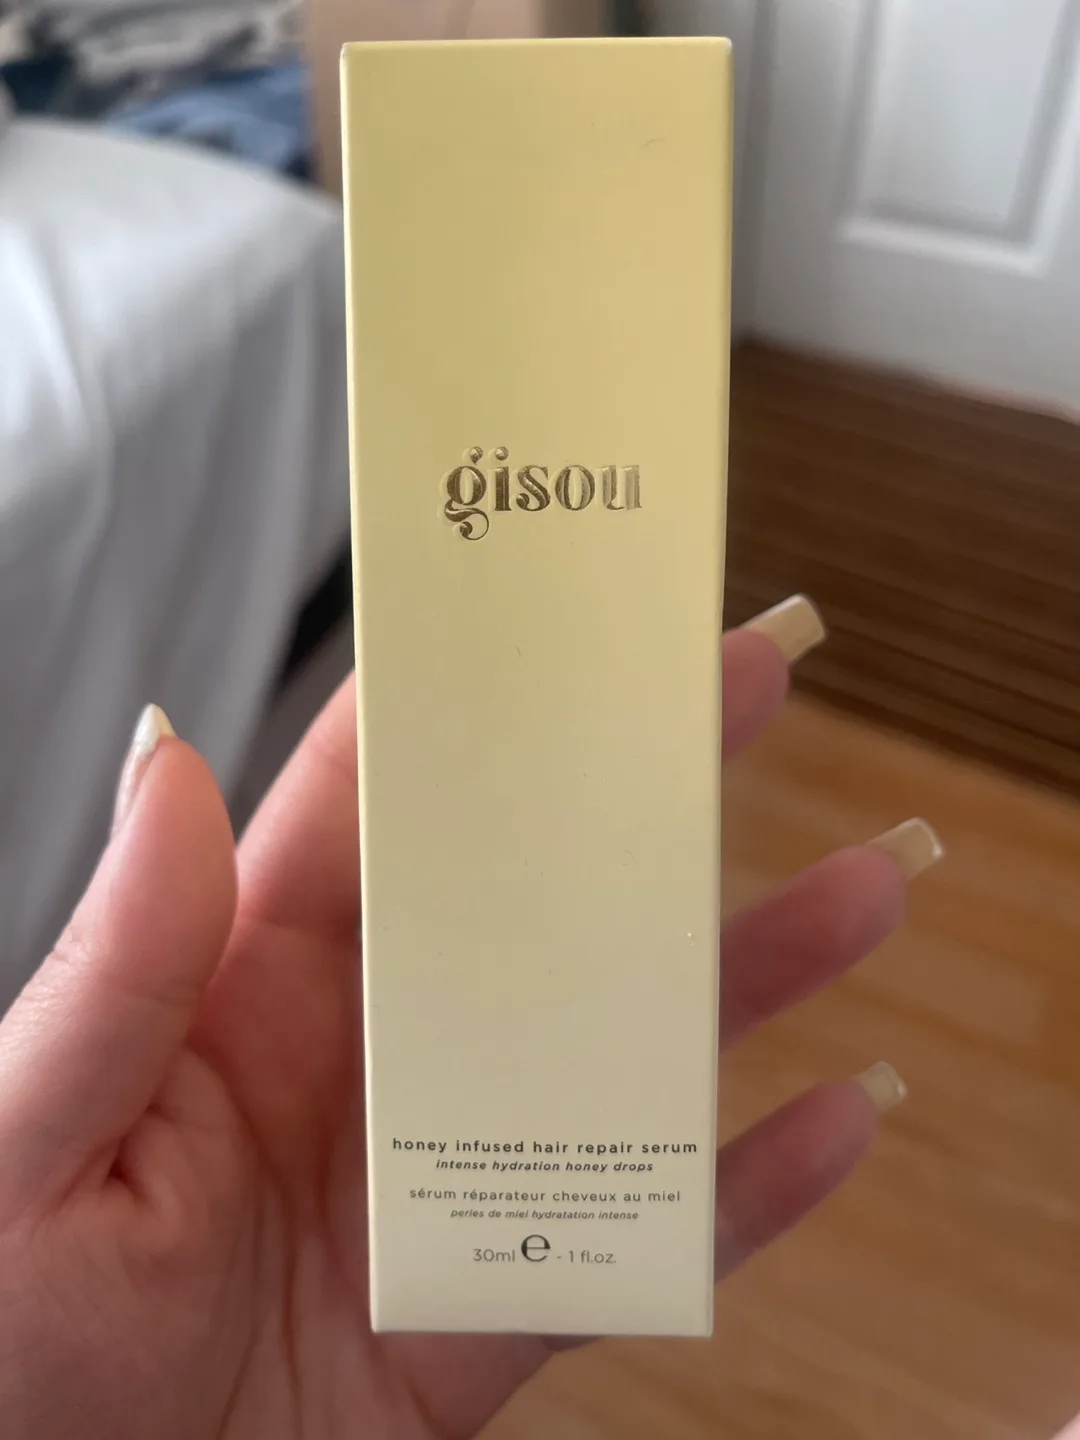 gisou
honey infused hair repair serum
intense hydration honey drops
sérum réparateur cheveux au miel
perles de miel hydratation intense
30ml e - 1 fl.oz.